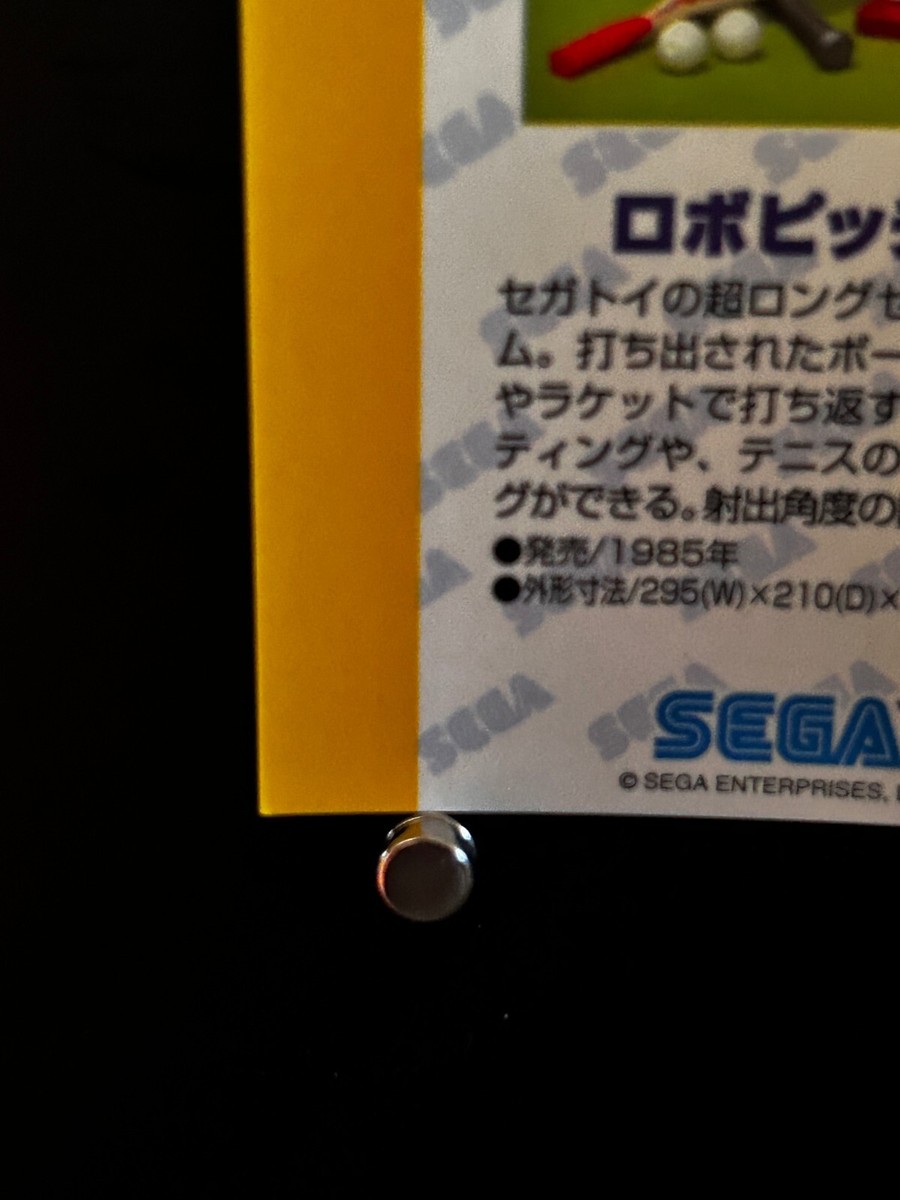 ロボピッ
セガトイの超ロングセ
ム。打ち出されたボー
やラケットで打ち返す
ティングや、テニスの
グができる。射出角度の
●発売/1985年
●外形寸法/295(W)×210(D)×
SEGA
© SEGA ENTERPRISES,